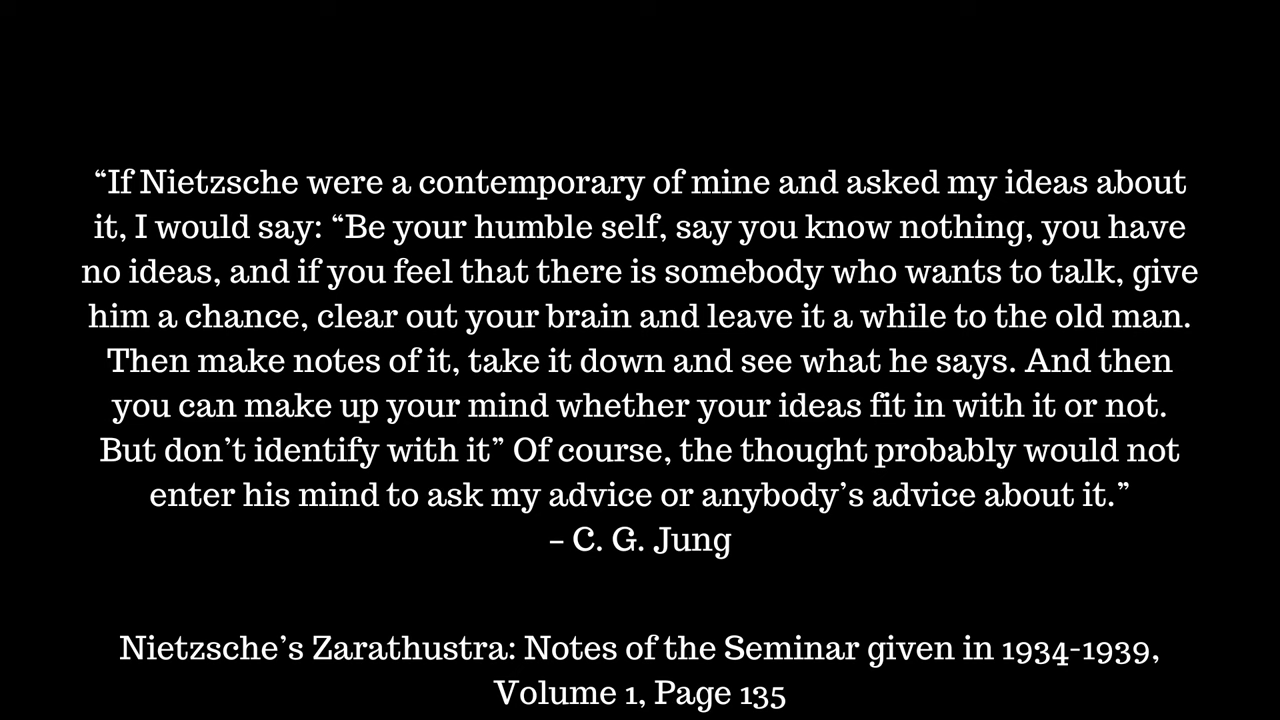 “If Nietzsche were a contemporary of mine and asked my ideas about
it, I would say: “Be your humble self, say you know nothing, you have
no ideas, and if you feel that there is somebody who wants to talk, give
him a chance, clear out your brain and leave it a while to the old man.
Then make notes of it, take it down and see what he says. And then
you can make up your mind whether your ideas fit in with it or not.
But don’t identify with it” Of course, the thought probably would not
enter his mind to ask my advice or anybody’s advice about it.”
– C. G. Jung
Nietzsche’s Zarathustra: Notes of the Seminar given in 1934-1939,
Volume 1, Page 135